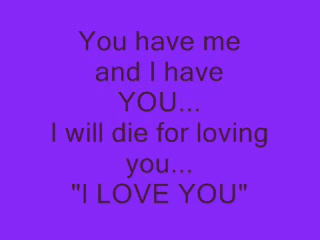 You have me
and I have
YOU...
I will die for loving
you...
"I LOVE YOU"